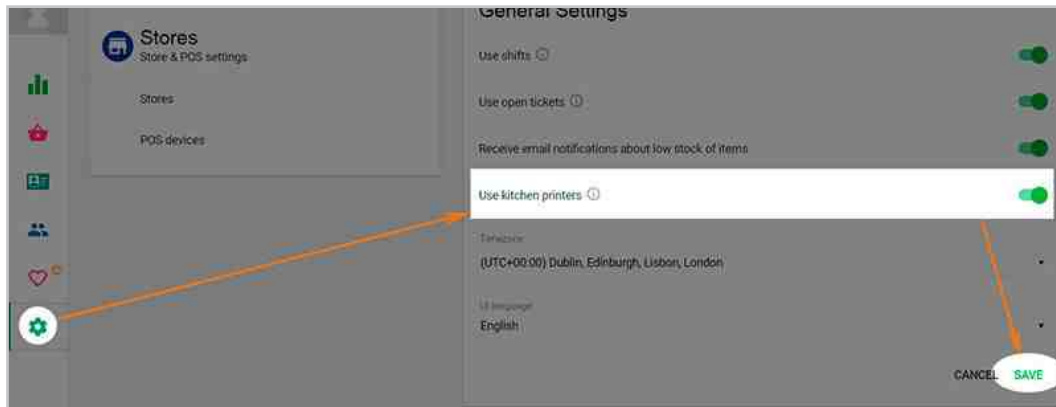 General Settings
Stores
Store & POS settings
Stores
POS devices
Use shifts
Use open tickets
Receive email notifications about low stock of items
Use kitchen printers
Timezone
(UTC+00:00) Dublin, Edinburgh, Lisbon, London
UI language
English
CANCEL SAVE